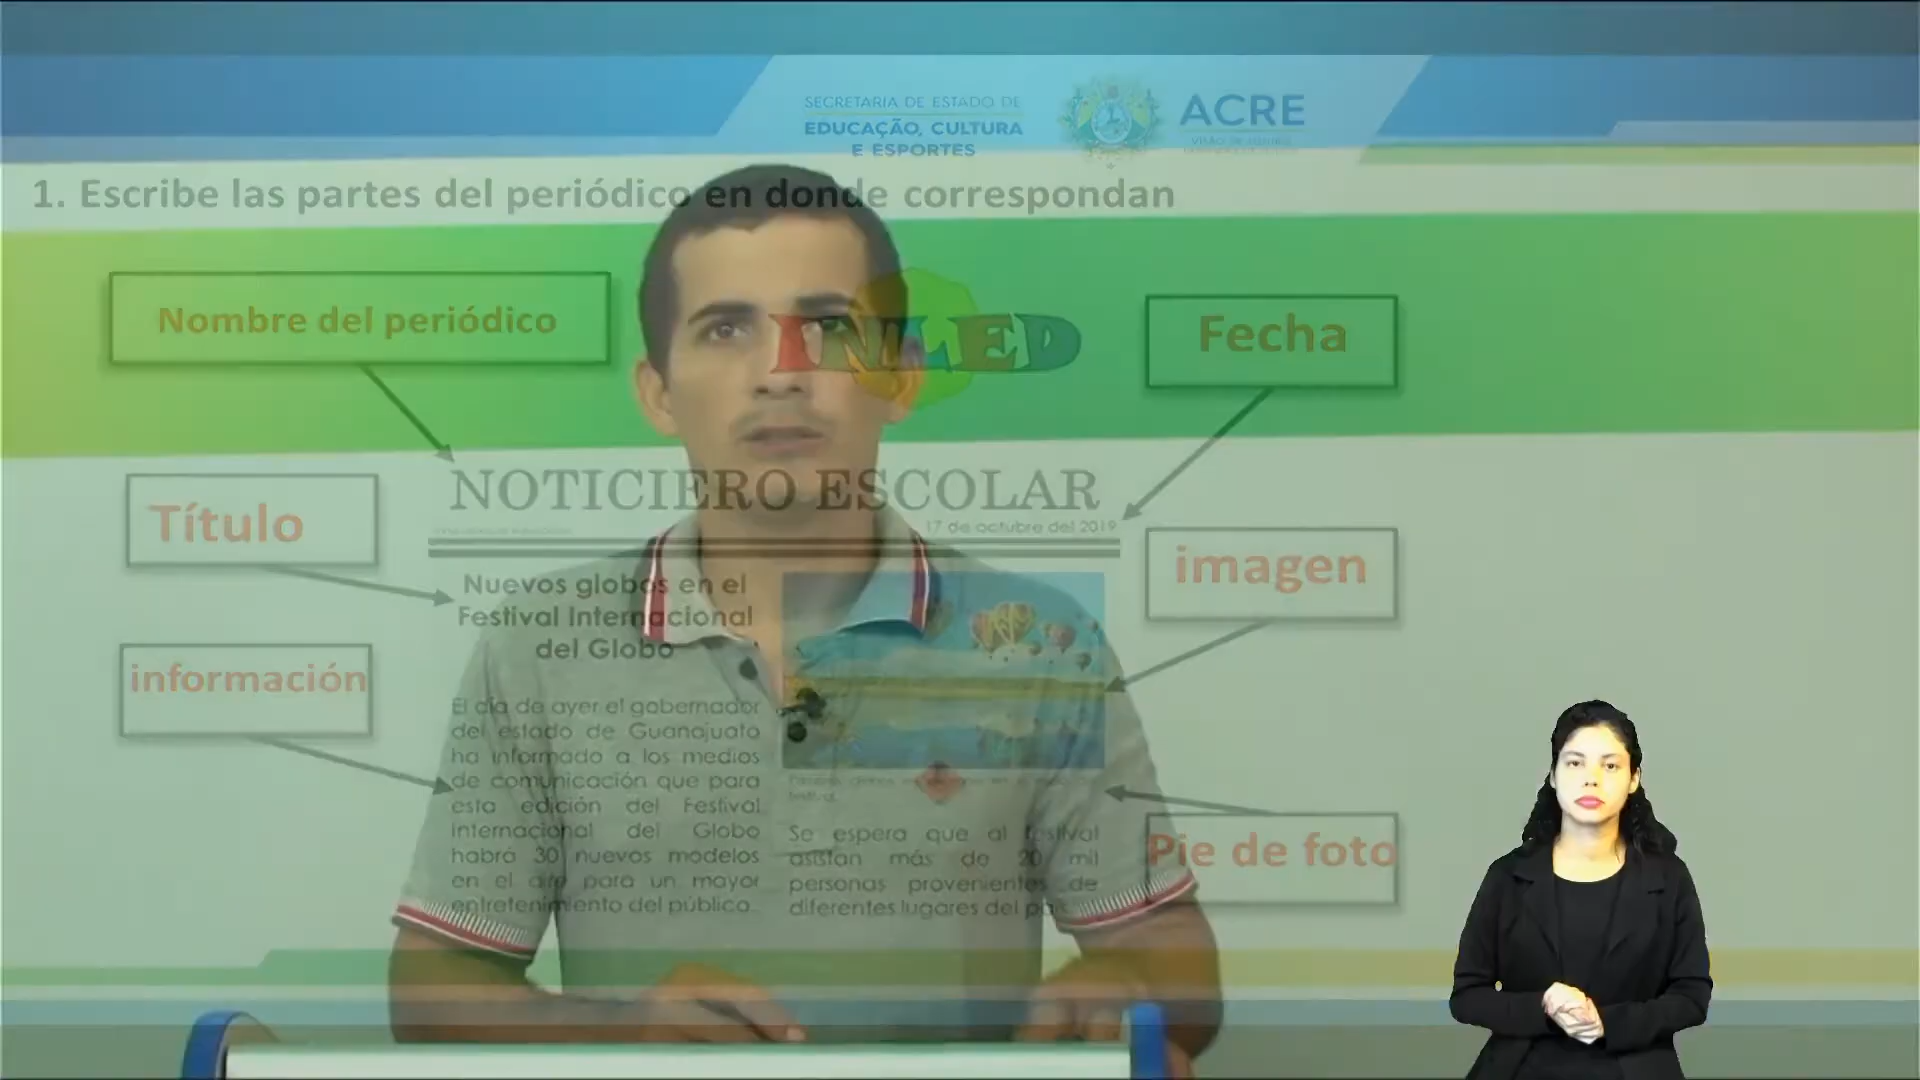 SECRETARIA DE ESTADO DE
EDUCAÇÃO, CULTURA
E ESPORTES
ACRE
1. Escribe las partes del periódico en donde correspondan
Nombre del periódico
INLED
Fecha
NOTICIERO ESCOLAR
17 de octubre del 2019
Título
imagen
Nuevos globos en el
Festival Internacional
del Globo
información
El día de ayer el gobernador
del estado de Guanajuato
ha informado a los medios
de comunicación que para
esta edición del Festival
Internacional del Globo
habrá 30 nuevos modelos
en el aire para un mayor
entretenimiento del público.
festival.
Se espera que al festival
asistan más de 20 mil
personas provenientes de
diferentes lugares del país.
Pie de foto